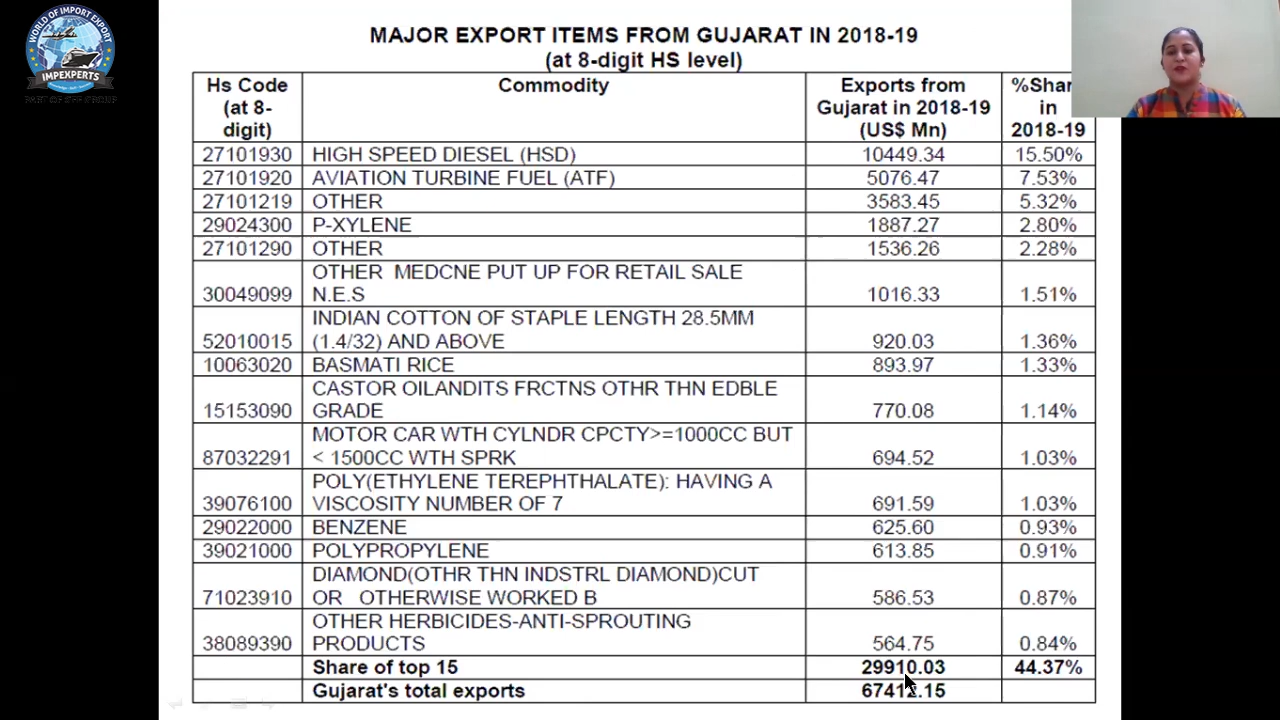 WORLD OF IMPORT EXPORT
IMPEXPERTS
PART OF GFE GROUP
MAJOR EXPORT ITEMS FROM GUJARAT IN 2018-19
(at 8-digit HS level)
Hs Code (at 8-digit) Commodity Exports from Gujarat in 2018-19 (US$ Mn) %Shar in 2018-19
27101930 HIGH SPEED DIESEL (HSD) 10449.34 15.50%
27101920 AVIATION TURBINE FUEL (ATF) 5076.47 7.53%
27101219 OTHER 3583.45 5.32%
29024300 P-XYLENE 1887.27 2.80%
27101290 OTHER 1536.26 2.28%
OTHER MEDCNE PUT UP FOR RETAIL SALE
30049099 N.E.S 1016.33 1.51%
INDIAN COTTON OF STAPLE LENGTH 28.5MM
52010015 (1.4/32) AND ABOVE 920.03 1.36%
10063020 BASMATI RICE 893.97 1.33%
CASTOR OILANDITS FRCTNS OTHR THN EDBLE
15153090 GRADE 770.08 1.14%
MOTOR CAR WTH CYLNDR CPCTY>=1000CC BUT
87032291 < 1500CC WTH SPRK 694.52 1.03%
POLY(ETHYLENE TEREPHTHALATE): HAVING A
39076100 VISCOSITY NUMBER OF 7 691.59 1.03%
29022000 BENZENE 625.60 0.93%
39021000 POLYPROPYLENE 613.85 0.91%
DIAMOND(OTHR THN INDSTRL DIAMOND)CUT
71023910 OR OTHERWISE WORKED B 586.53 0.87%
OTHER HERBICIDES-ANTI-SPROUTING
38089390 PRODUCTS 564.75 0.84%
Share of top 15 29910.03 44.37%
Gujarat's total exports 67412.15